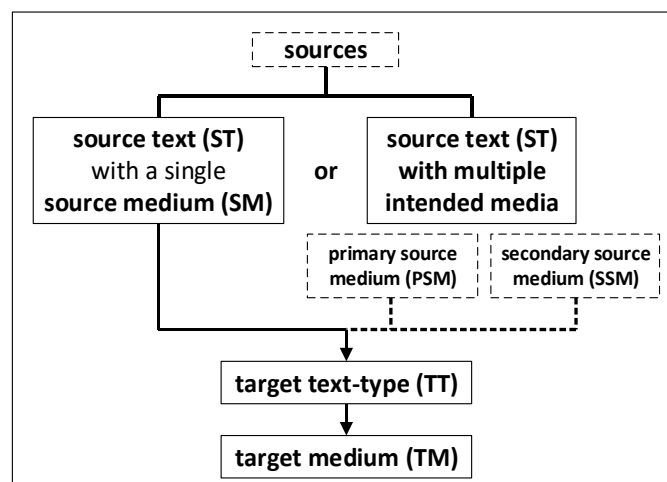 sources
source text (ST)
with a single
source medium (SM)
or
source text (ST)
with multiple
intended media
primary source
medium (PSM)
secondary source
medium (SSM)
target text-type (TT)
target medium (TM)